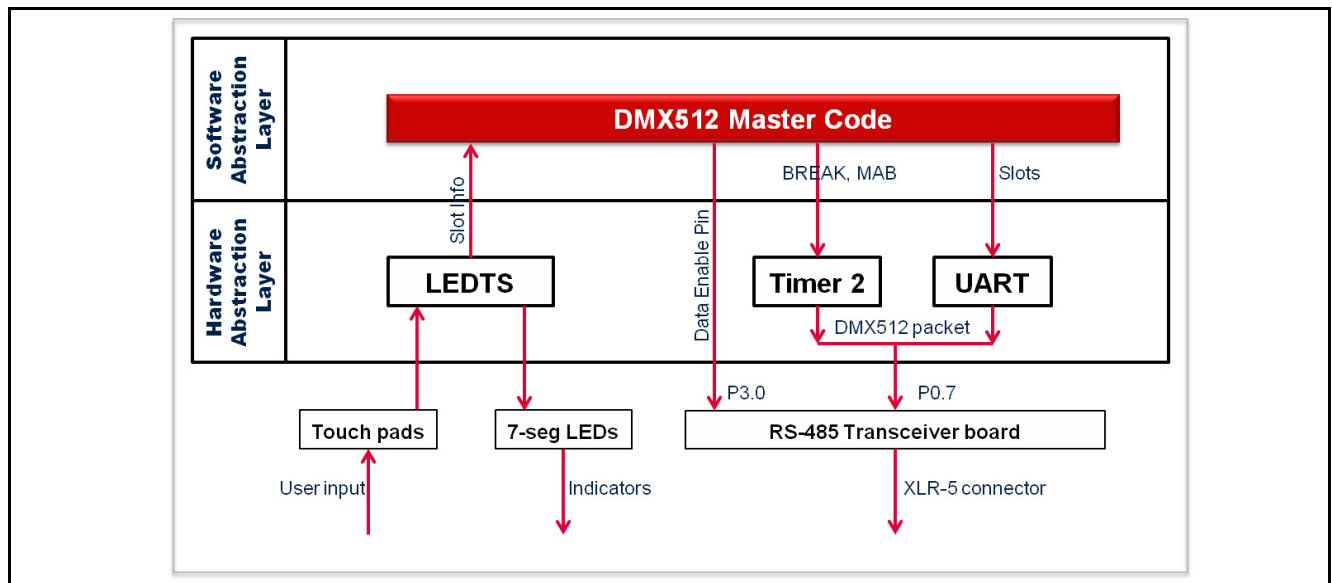 Software
Abstraction
Layer
DMX512 Master Code
BREAK, MAB
Slots
Slot Info
Data Enable Pin
Hardware
Abstraction
Layer
LEDTS
Timer 2
UART
DMX512 packet
P3.0
P0.7
Touch pads
7-seg LEDs
RS-485 Transceiver board
User input
Indicators
XLR-5 connector